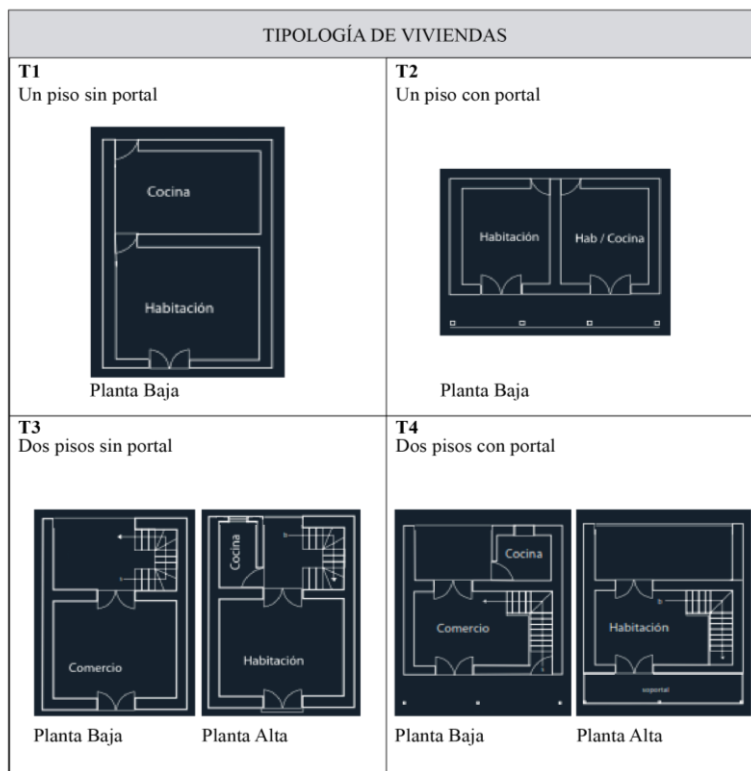 TIPOLOGÍA DE VIVIENDAS
T1
Un piso sin portal
Cocina
Habitación
Planta Baja
T2
Un piso con portal
Habitación
Hab / Cocina
Planta Baja
T3
Dos pisos sin portal
Comercio
Planta Baja
Cocina
b
Habitación
Planta Alta
T4
Dos pisos con portal
Cocina
Comercio
Planta Baja
b
Habitación
soportal
Planta Alta